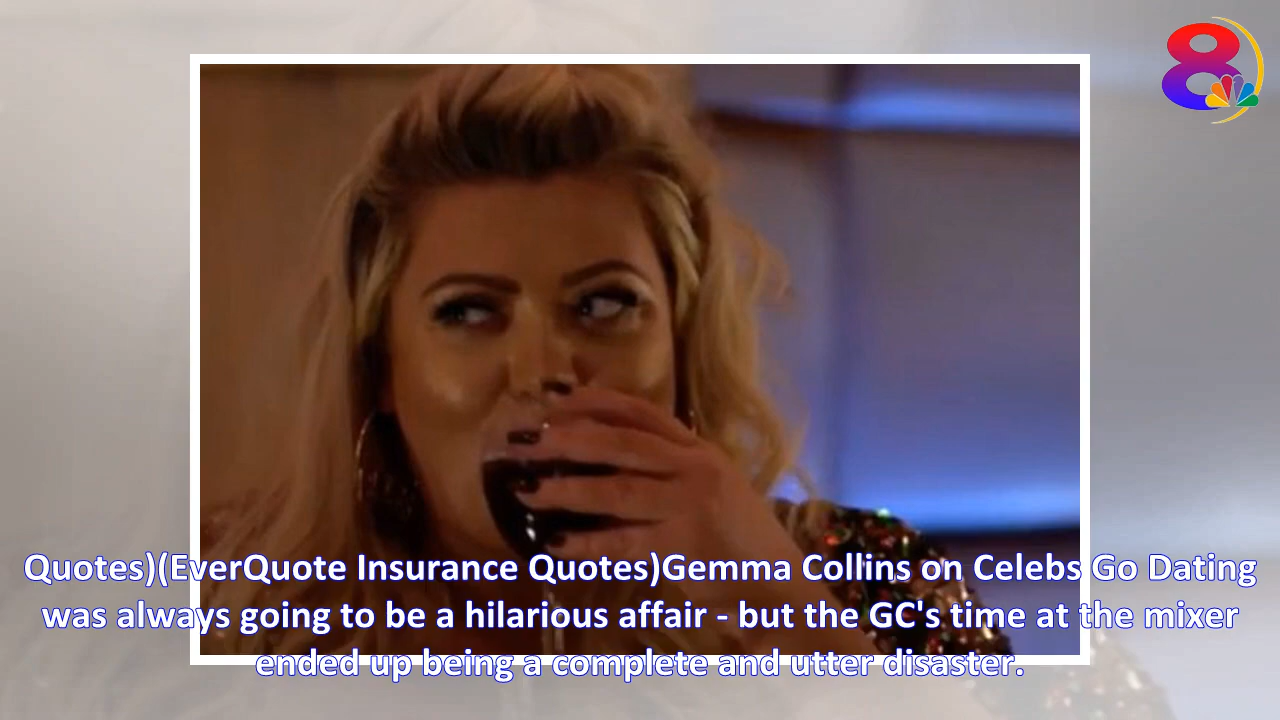 8
Quotes)(EverQuote Insurance Quotes)Gemma Collins on Celebs Go Dating
was always going to be a hilarious affair - but the GC's time at the mixer
ended up being a complete and utter disaster.